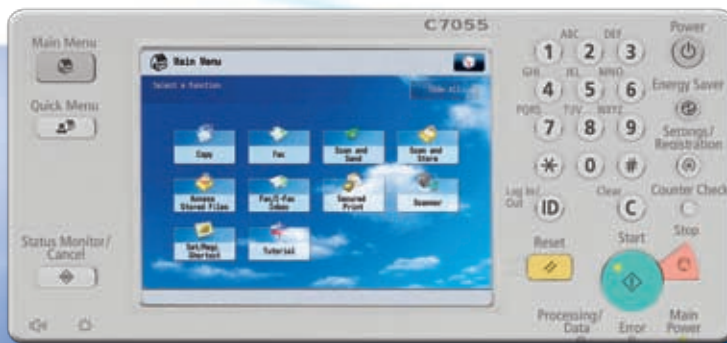 C7055
Main Menu
Quick Menu
Status Monitor/
Cancel
Main Menu
Select a function
Show All
Copy
Fax
Scan and
Send
Scan and
Store
Access
Stored Files
Fax/I-Fax
Inbox
Secured
Print
Scanner
Set/Regi.
Shortcut
Tutorial
ABC DEF
1 2 3
GHI JKL MNO
4 5 6
PQRS TUV WXYZ
7 8 9
* 0 #
Log In/
Out
ID
Clear
C
Power
Energy Saver
Settings/
Registration
Counter Check
Stop
Reset
Start
Processing/
Data
Error
Main
Power